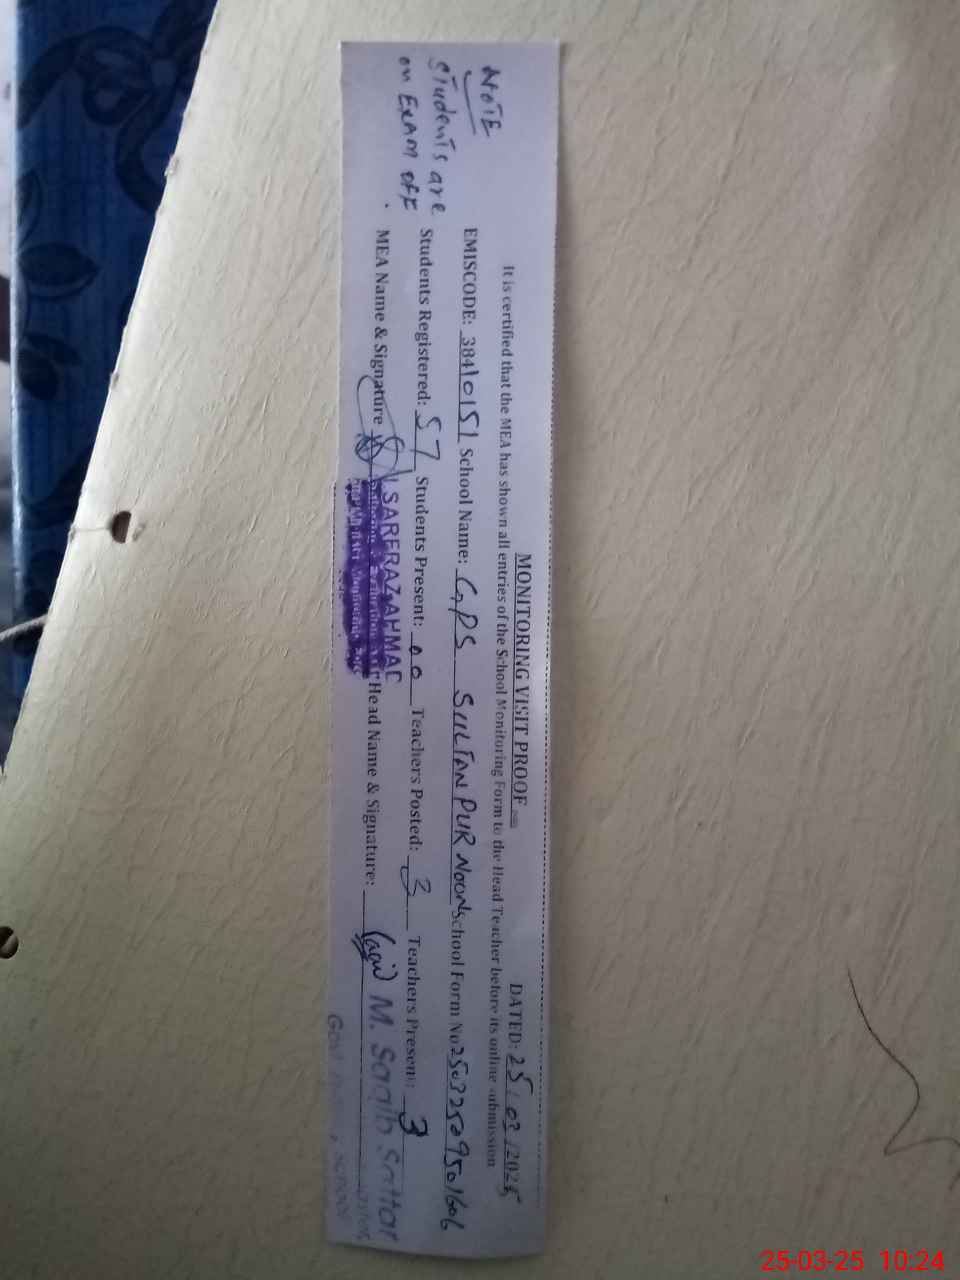 MONITORING VISIT PROOF
DATED: 25/03/2025
It is certified that the MEA has shown all entries of the School Monitoring Form to the Head Teacher before its online submission
EMISCODE: 38410151 School Name: GPS SULTANPUR NOON School Form No 25032509501606
Students Registered: 57 Students Present: 00 Teachers Posted: 3 Teachers Present: 3
MEA Name & Signature SARFRAZ AHMAD Head Name & Signature: M. Saqib Sattar
NOTE
Students are
on EXAM OFF.
25-03-25 10:24